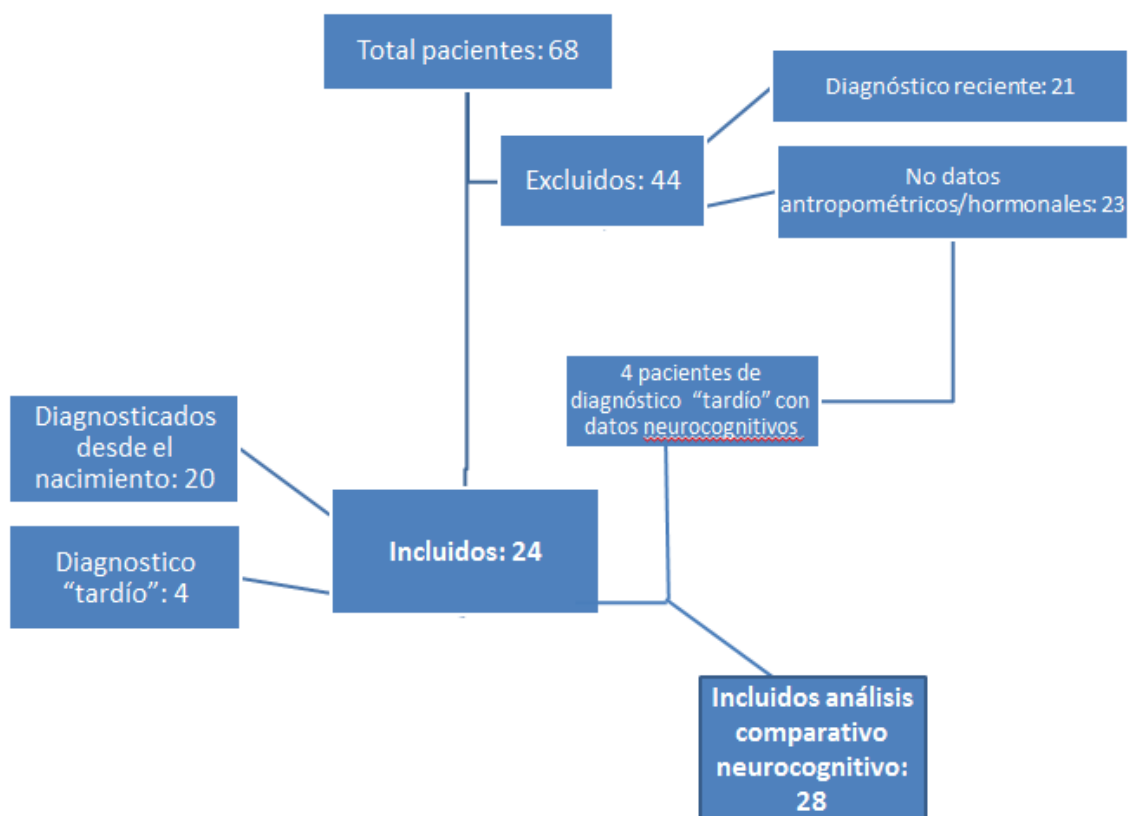 Total pacientes: 68
Diagnóstico reciente: 21
Excluidos: 44
No datos
antropométricos/hormonales: 23
4 pacientes de
diagnóstico “tardío” con
datos neurocognitivos
Diagnosticados
desde el
nacimiento: 20
Incluidos: 24
Diagnostico
“tardío”: 4
Incluidos análisis
comparativo
neurocognitivo:
28